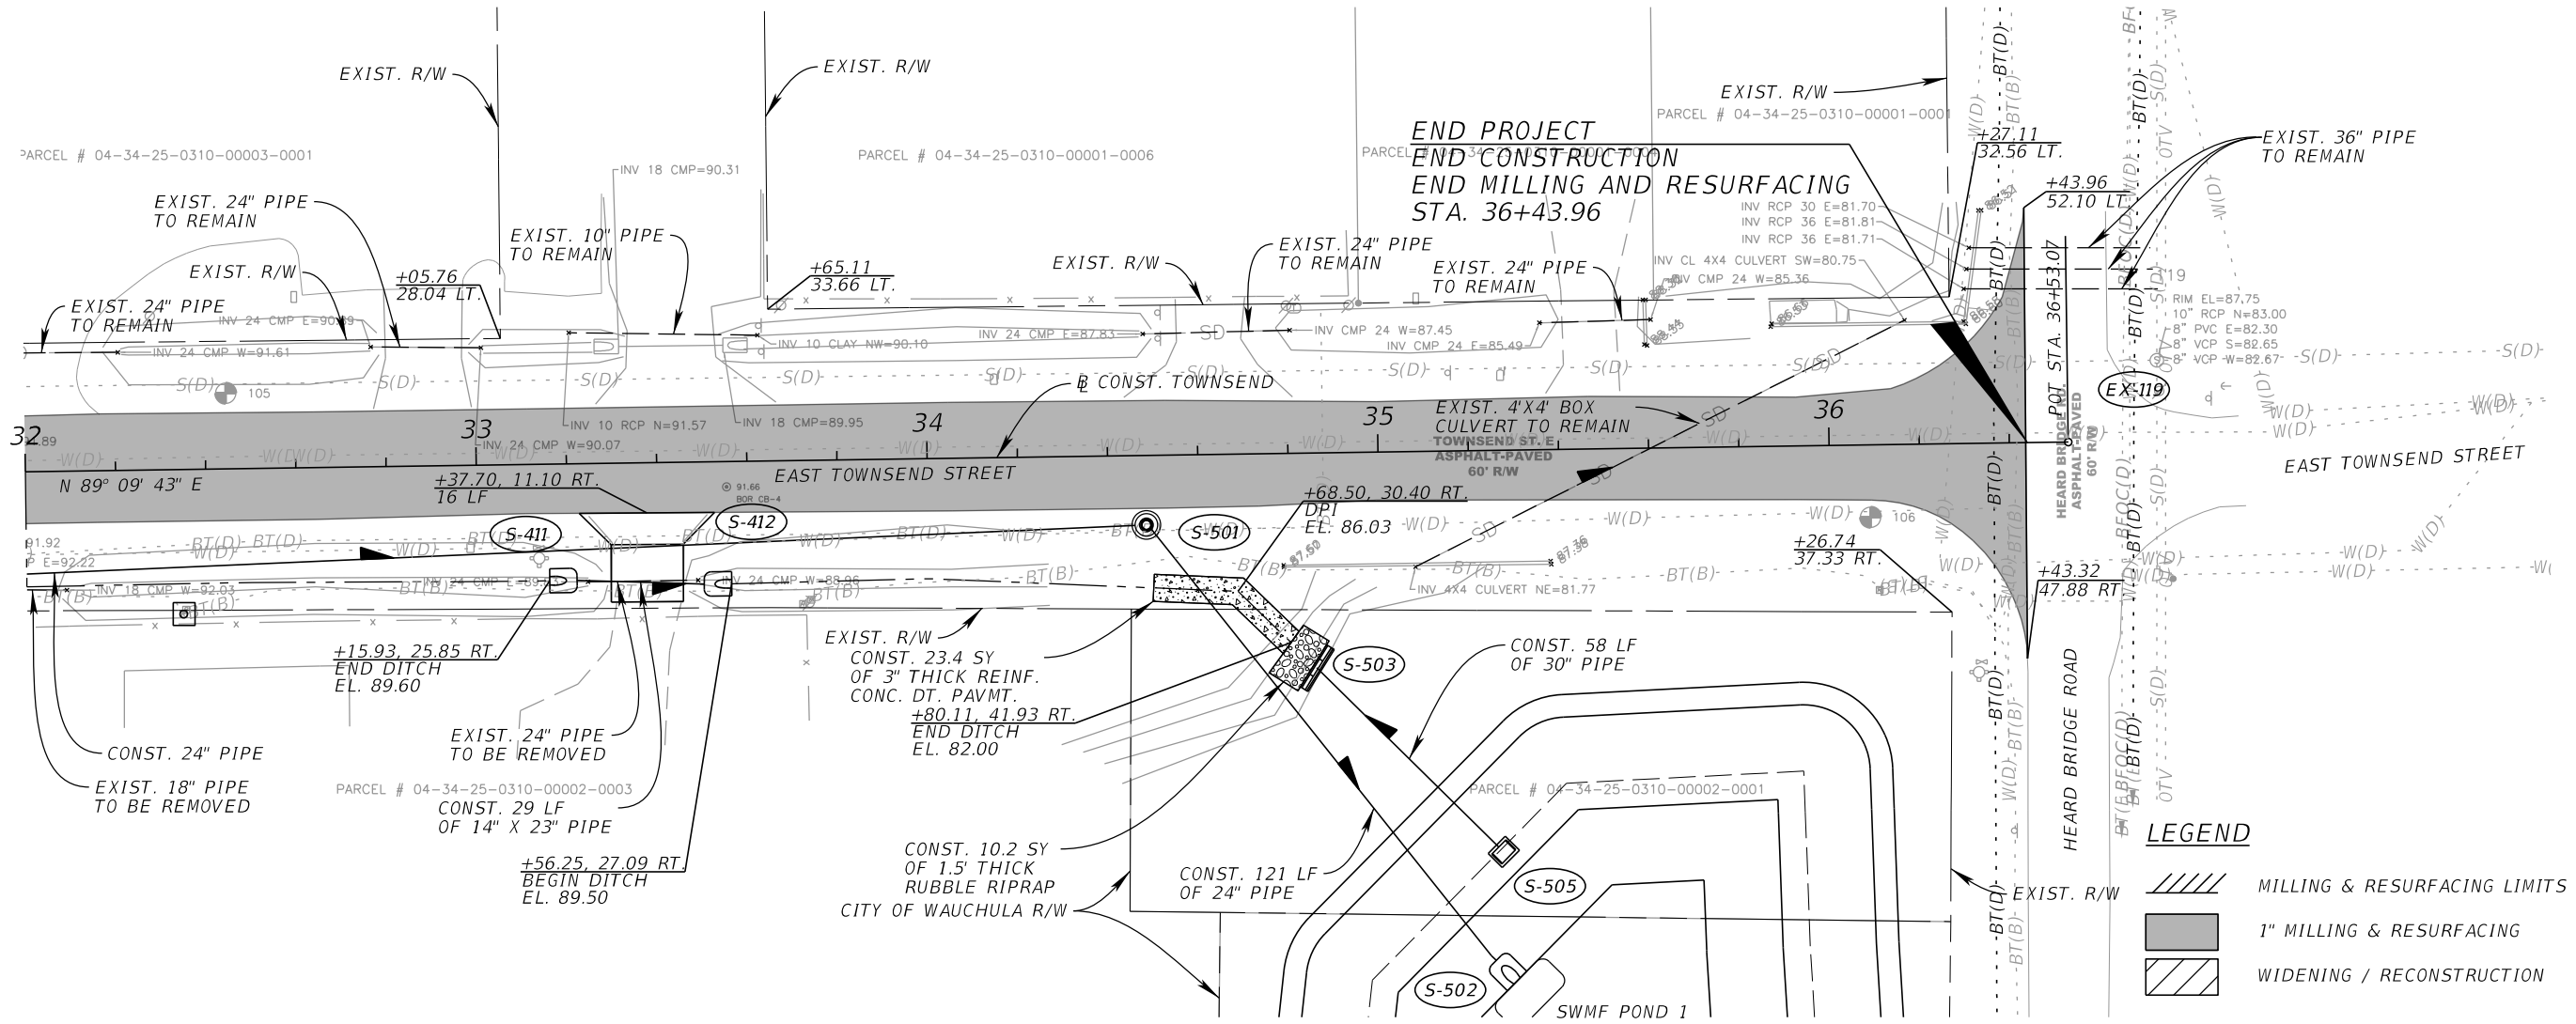 EXIST. R/W
EXIST. R/W
EXIST. R/W
PARCEL # 04-34-25-0310-00003-0001
PARCEL # 04-34-25-0310-00001-0006
PARCEL # 04-34-25-0310-00001-0001
END PROJECT
END CONSTRUCTION
END MILLING AND RESURFACING
STA. 36+43.96
+27.11
32.56 LT.
EXIST. 36" PIPE
TO REMAIN
+43.96
52.10 LT.
INV 18 CMP=90.31
EXIST. 24" PIPE
TO REMAIN
EXIST. 10" PIPE
TO REMAIN
EXIST. R/W
+05.76
28.04 LT.
+65.11
33.66 LT.
EXIST. R/W
EXIST. 24" PIPE
TO REMAIN
EXIST. 24" PIPE
TO REMAIN
EXIST. 24" PIPE
TO REMAIN
INV RCP 30 E=81.70
INV RCP 36 E=81.81
INV RCP 36 E=81.71
INV CL 4X4 CULVERT SW=80.75
INV CMP 24 W=85.36
INV 24 CMP W=91.61
INV 10 CLAY NW=90.10
INV 24 CMP E=87.83
INV CMP 24 W=87.45
INV CMP 24 E=85.49
RIM EL=87.75
10" RCP N=83.00
8" PVC E=82.30
8" VCP S=82.65
8" VCP W=82.67
EX-119
POT STA. 36+53.07
105
INV 10 RCP N=91.57
INV 18 CMP=89.95
INV 24 CMP W=90.07
℄ CONST. TOWNSEND
EXIST. 4'X4' BOX
CULVERT TO REMAIN
TOWNSEND ST. E
ASPHALT-PAVED
60' R/W
HEARD BRIDGE RD.
ASPHALT-PAVED
60' R/W
32
33
34
35
36
N 89° 09' 43" E
EAST TOWNSEND STREET
EAST TOWNSEND STREET
+37.70, 11.10 RT.
16 LF
91.66
BOR CB-4
S-411
S-412
S-501
+68.50, 30.40 RT.
DPI
EL. 86.03
106
+26.74
37.33 RT.
+43.32
47.88 RT
91.92
INV 18 CMP W=92.03
INV 24 CMP W=88.96
INV 4X4 CULVERT NE=81.77
+15.93, 25.85 RT.
END DITCH
EL. 89.60
EXIST. R/W
CONST. 23.4 SY
OF 3" THICK REINF.
CONC. DT. PAVMT.
+80.11, 41.93 RT.
END DITCH
EL. 82.00
S-503
CONST. 58 LF
OF 30" PIPE
CONST. 24" PIPE
EXIST. 18" PIPE
TO BE REMOVED
EXIST. 24" PIPE
TO BE REMOVED
PARCEL # 04-34-25-0310-00002-0003
CONST. 29 LF
OF 14" X 23" PIPE
+56.25, 27.09 RT.
BEGIN DITCH
EL. 89.50
PARCEL # 04-34-25-0310-00002-0001
CONST. 10.2 SY
OF 1.5' THICK
RUBBLE RIPRAP
CITY OF WAUCHULA R/W
CONST. 121 LF
OF 24" PIPE
S-505
S-502
SWMF POND 1
HEARD BRIDGE ROAD
EXIST. R/W
LEGEND
MILLING & RESURFACING LIMITS
1" MILLING & RESURFACING
WIDENING / RECONSTRUCTION